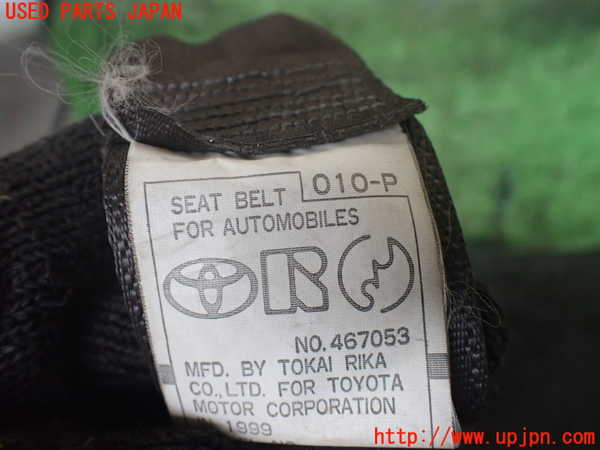 USED PARTS JAPAN
SEAT BELT 010-P
FOR AUTOMOBILES
R
NO.467053
MFD. BY TOKAI RIKA
CO.,LTD. FOR TOYOTA
MOTOR CORPORATION
IN 1999
http://www.upjpn.com/